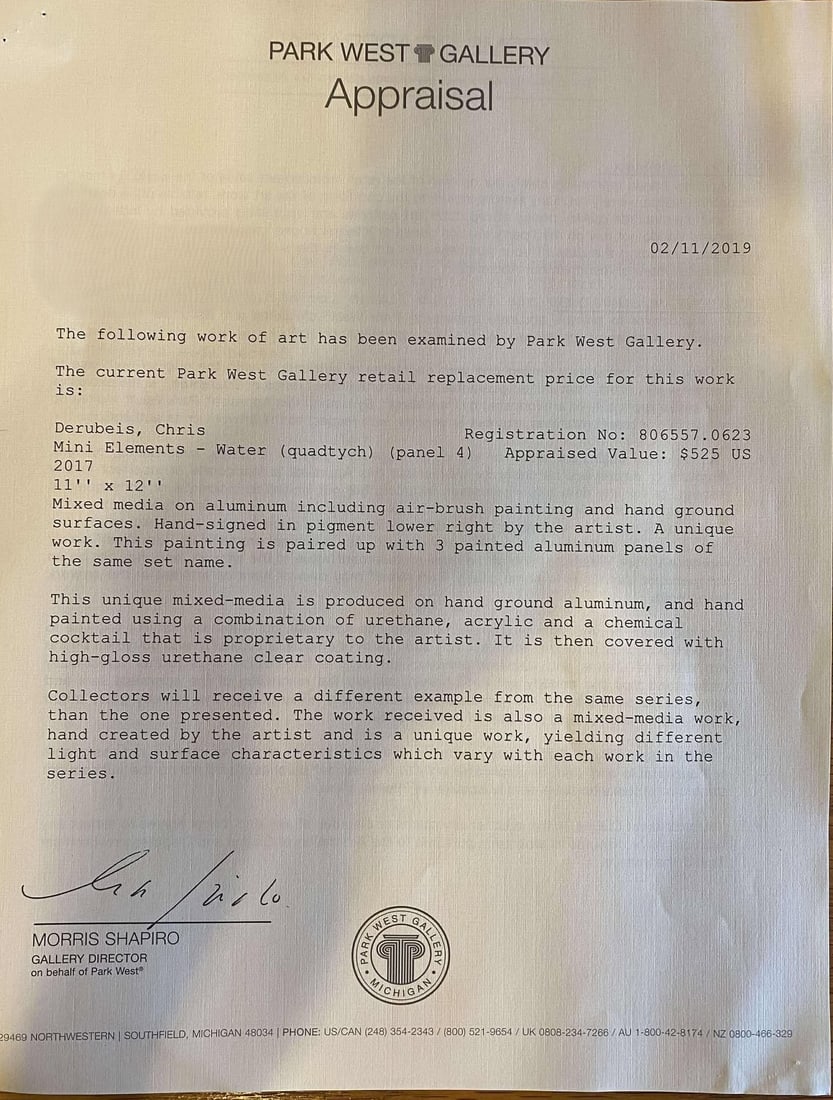 PARK WEST GALLERY
Appraisal
02/11/2019
The following work of art has been examined by Park West Gallery.
The current Park West Gallery retail replacement price for this work
is:
Derubeis, Chris Registration No: 806557.0623
Mini Elements - Water (quadtych) (panel 4) Appraised Value: $525 US
2017
11'' x 12''
Mixed media on aluminum including air-brush painting and hand ground
surfaces. Hand-signed in pigment lower right by the artist. A unique
work. This painting is paired up with 3 painted aluminum panels of
the same set name.
This unique mixed-media is produced on hand ground aluminum, and hand
painted using a combination of urethane, acrylic and a chemical
cocktail that is proprietary to the artist. It is then covered with
high-gloss urethane clear coating.
Collectors will receive a different example from the same series,
than the one presented. The work received is also a mixed-media work,
hand created by the artist and is a unique work, yielding different
light and surface characteristics which vary with each work in the
series.
MORRIS SHAPIRO
GALLERY DIRECTOR
on behalf of Park West®
PARK WEST GALLERY
• MICHIGAN •
29469 NORTHWESTERN | SOUTHFIELD, MICHIGAN 48034 | PHONE: US/CAN (248) 354-2343 / (800) 521-9654 / UK 0808-234-7266 / AU 1-800-42-8174 / NZ 0800-466-329